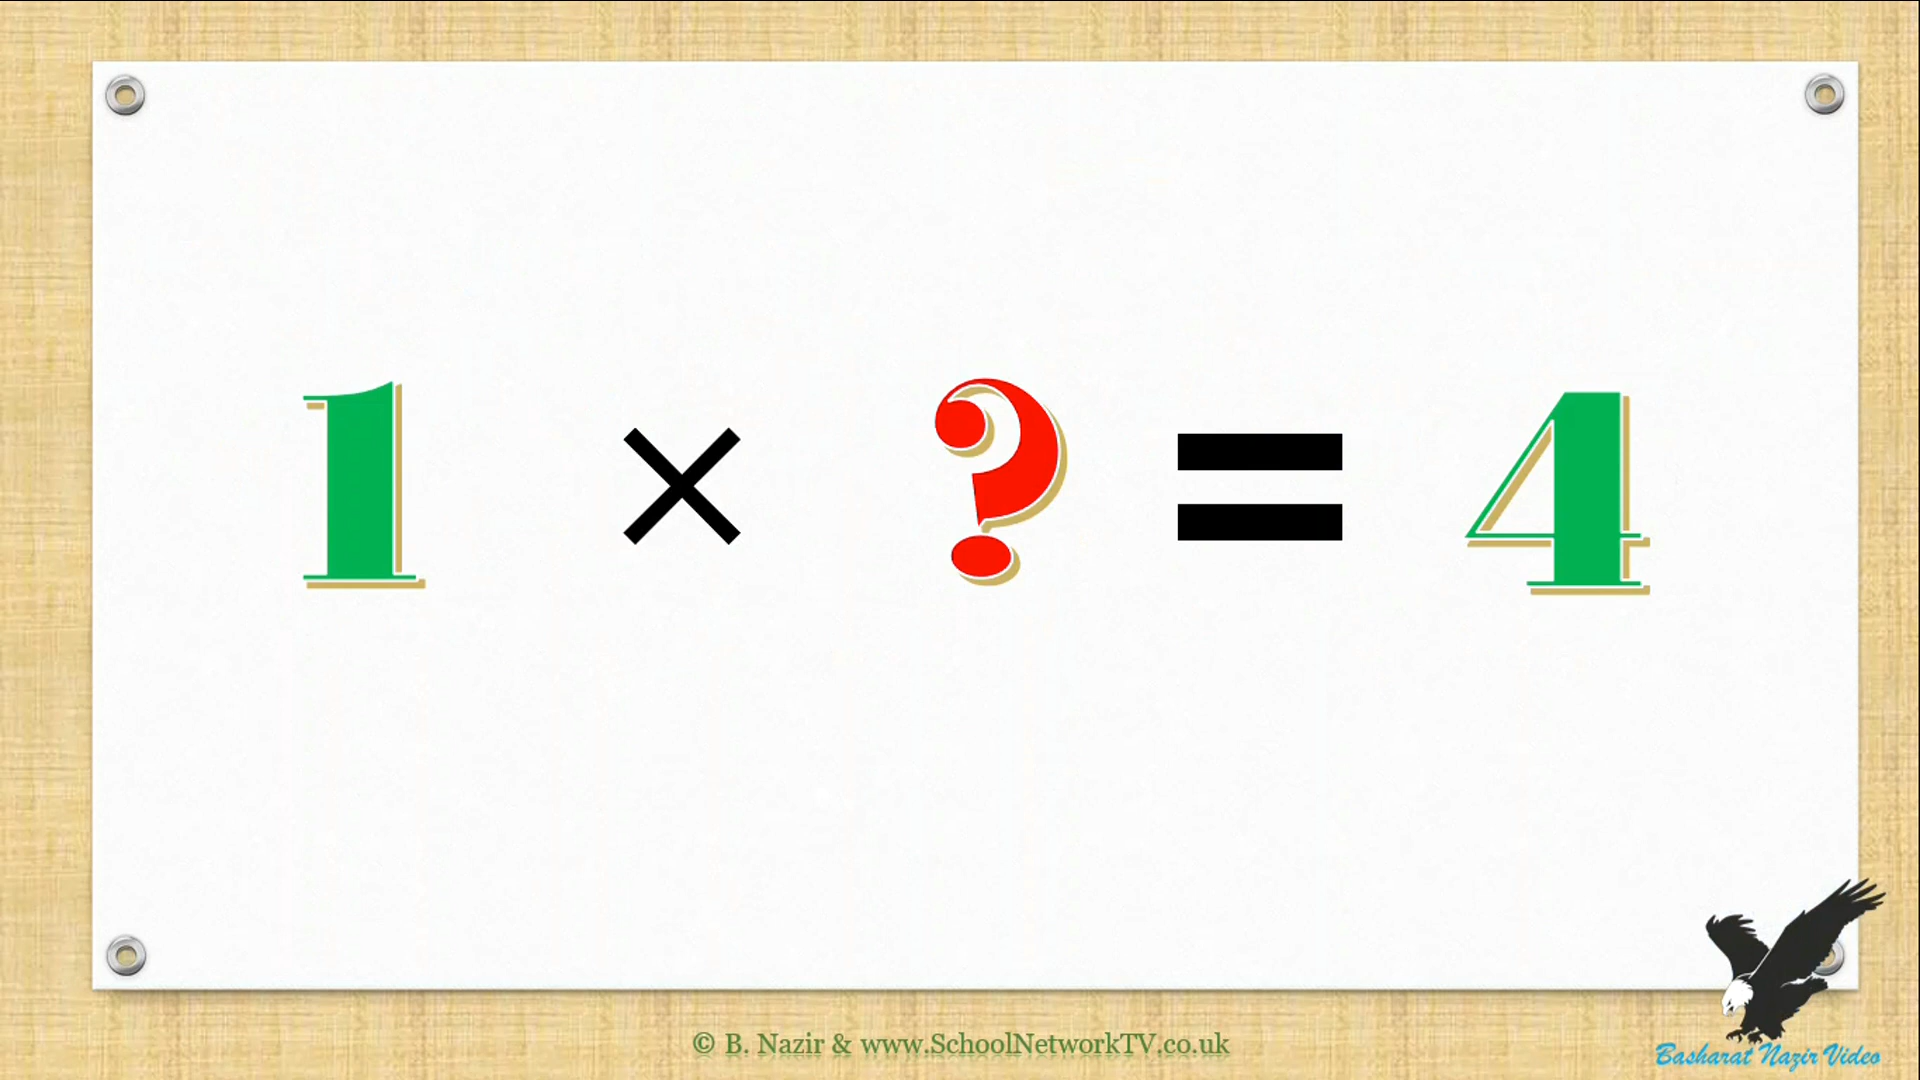 1 × ? = 4
© B. Nazir & www.SchoolNetworkTV.co.uk
Basharat Nazir Video